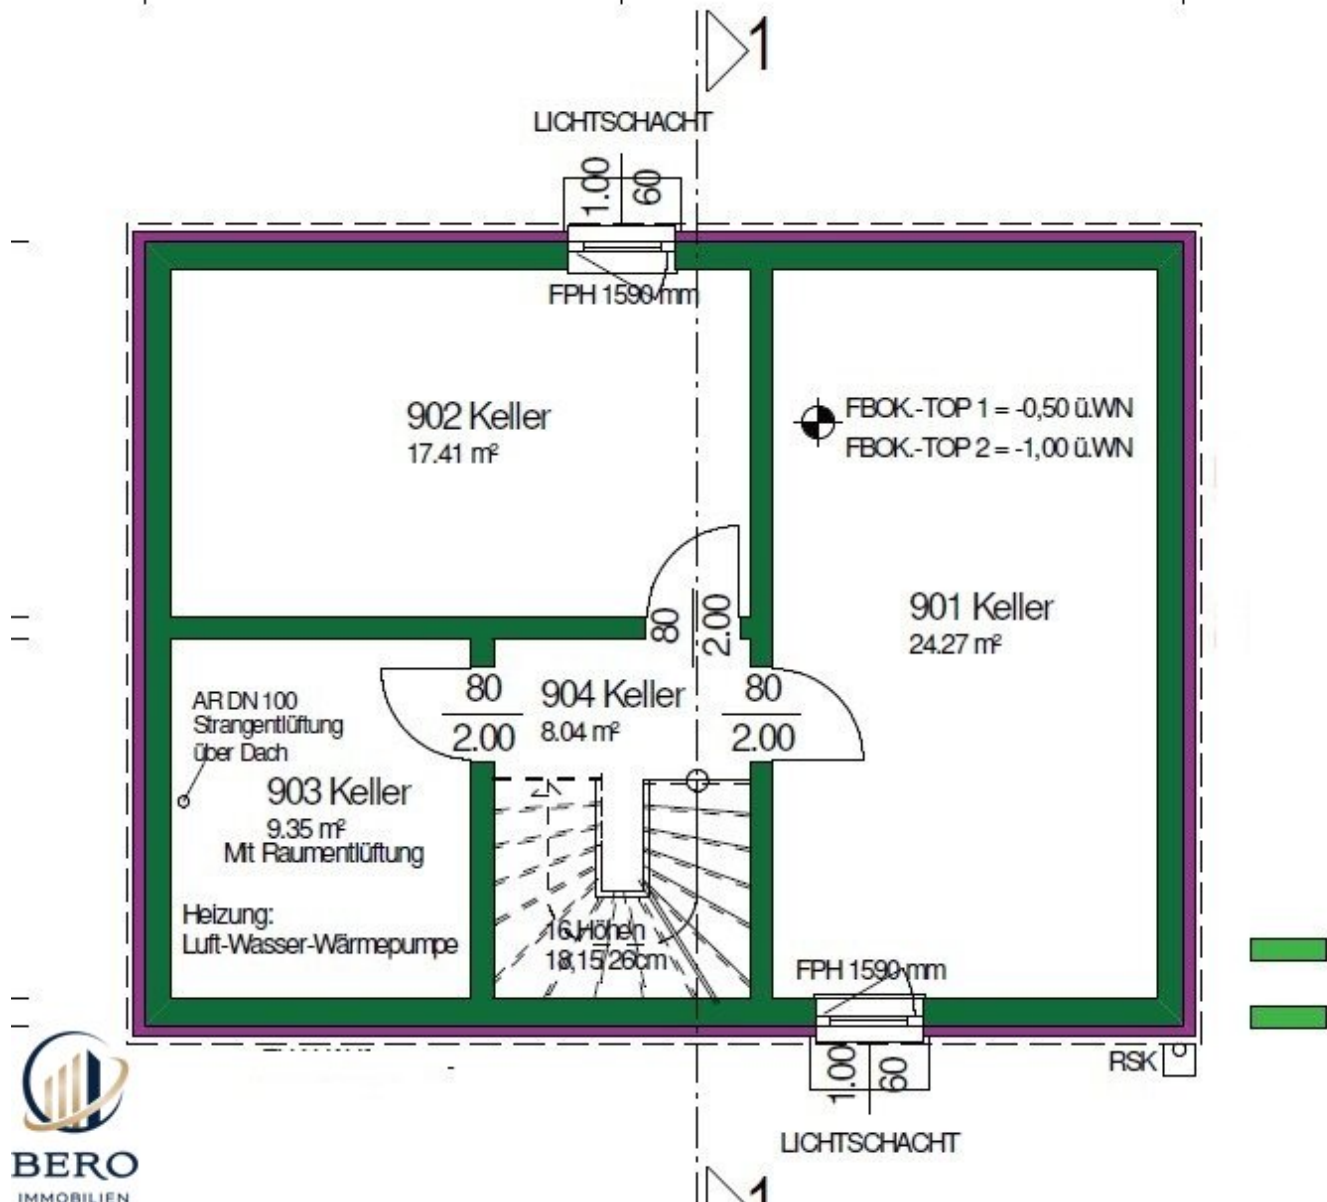 1
LICHTSCHACHT
1.00
60
FPH 1590 mm
902 Keller
17.41 m²
FBOK.-TOP 1 = -0,50 ü.WN
FBOK.-TOP 2 = -1,00 ü.WN
80
2.00
901 Keller
24.27 m²
AR DN 100
Strangentlüftung
über Dach
80
2.00
904 Keller
8.04 m²
80
2.00
903 Keller
9.35 m²
Mit Raumentlüftung
Heizung:
Luft-Wasser-Wärmepumpe
16 Höhen
18,15/26cm
FPH 1590 mm
1.00
60
RSK
LICHTSCHACHT
1
BERO
IMMOBILIEN